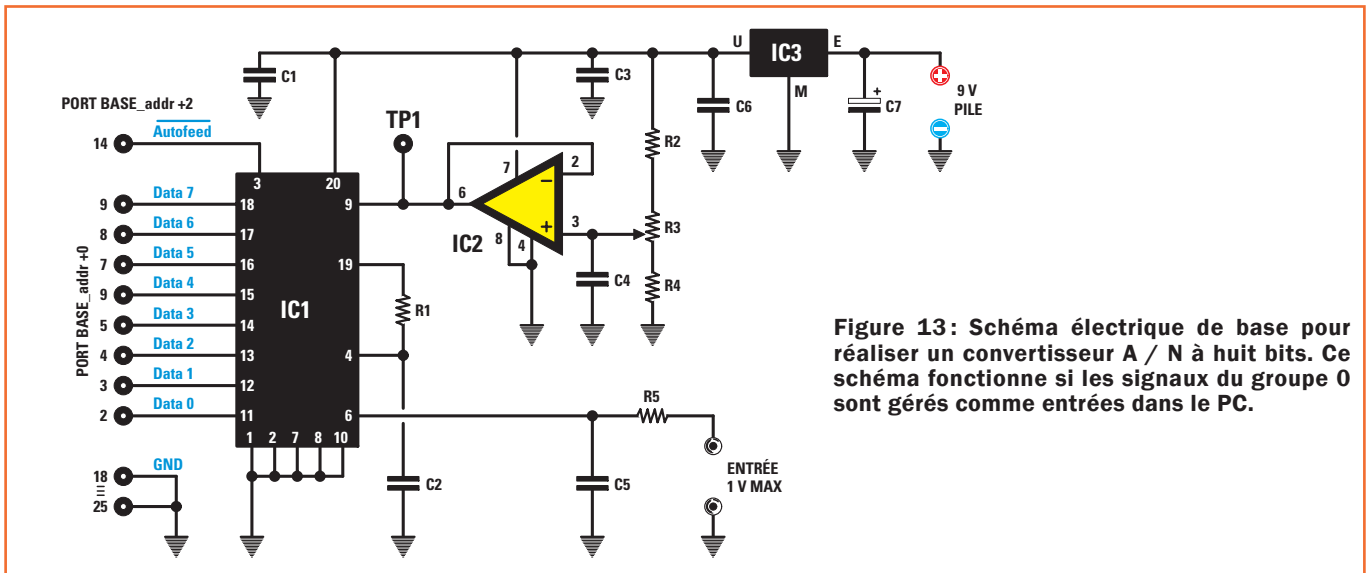 U
IC3
E
C1
C3
C6
M
C7
+
9 V
PILE
PORT BASE_addr +2
Autofeed
14
TP1
R2
3
20
7
2
9 Data 7 18
9
6
−
8 Data 6 17
+
3
R3
IC2
8
4
7 Data 5 16
19
C4
R4
PORT BASE_addr +0
9 Data 4 15
IC1
R1
5 Data 3 14
4 Data 2 13
4
3 Data 1 12
R5
2 Data 0 11
6
1 2 7 8 10
ENTRÉE
1 V MAX
GND
18
C2
C5
25
Figure 13: Schéma électrique de base pour
réaliser un convertisseur A / N à huit bits. Ce
schéma fonctionne si les signaux du groupe 0
sont gérés comme entrées dans le PC.